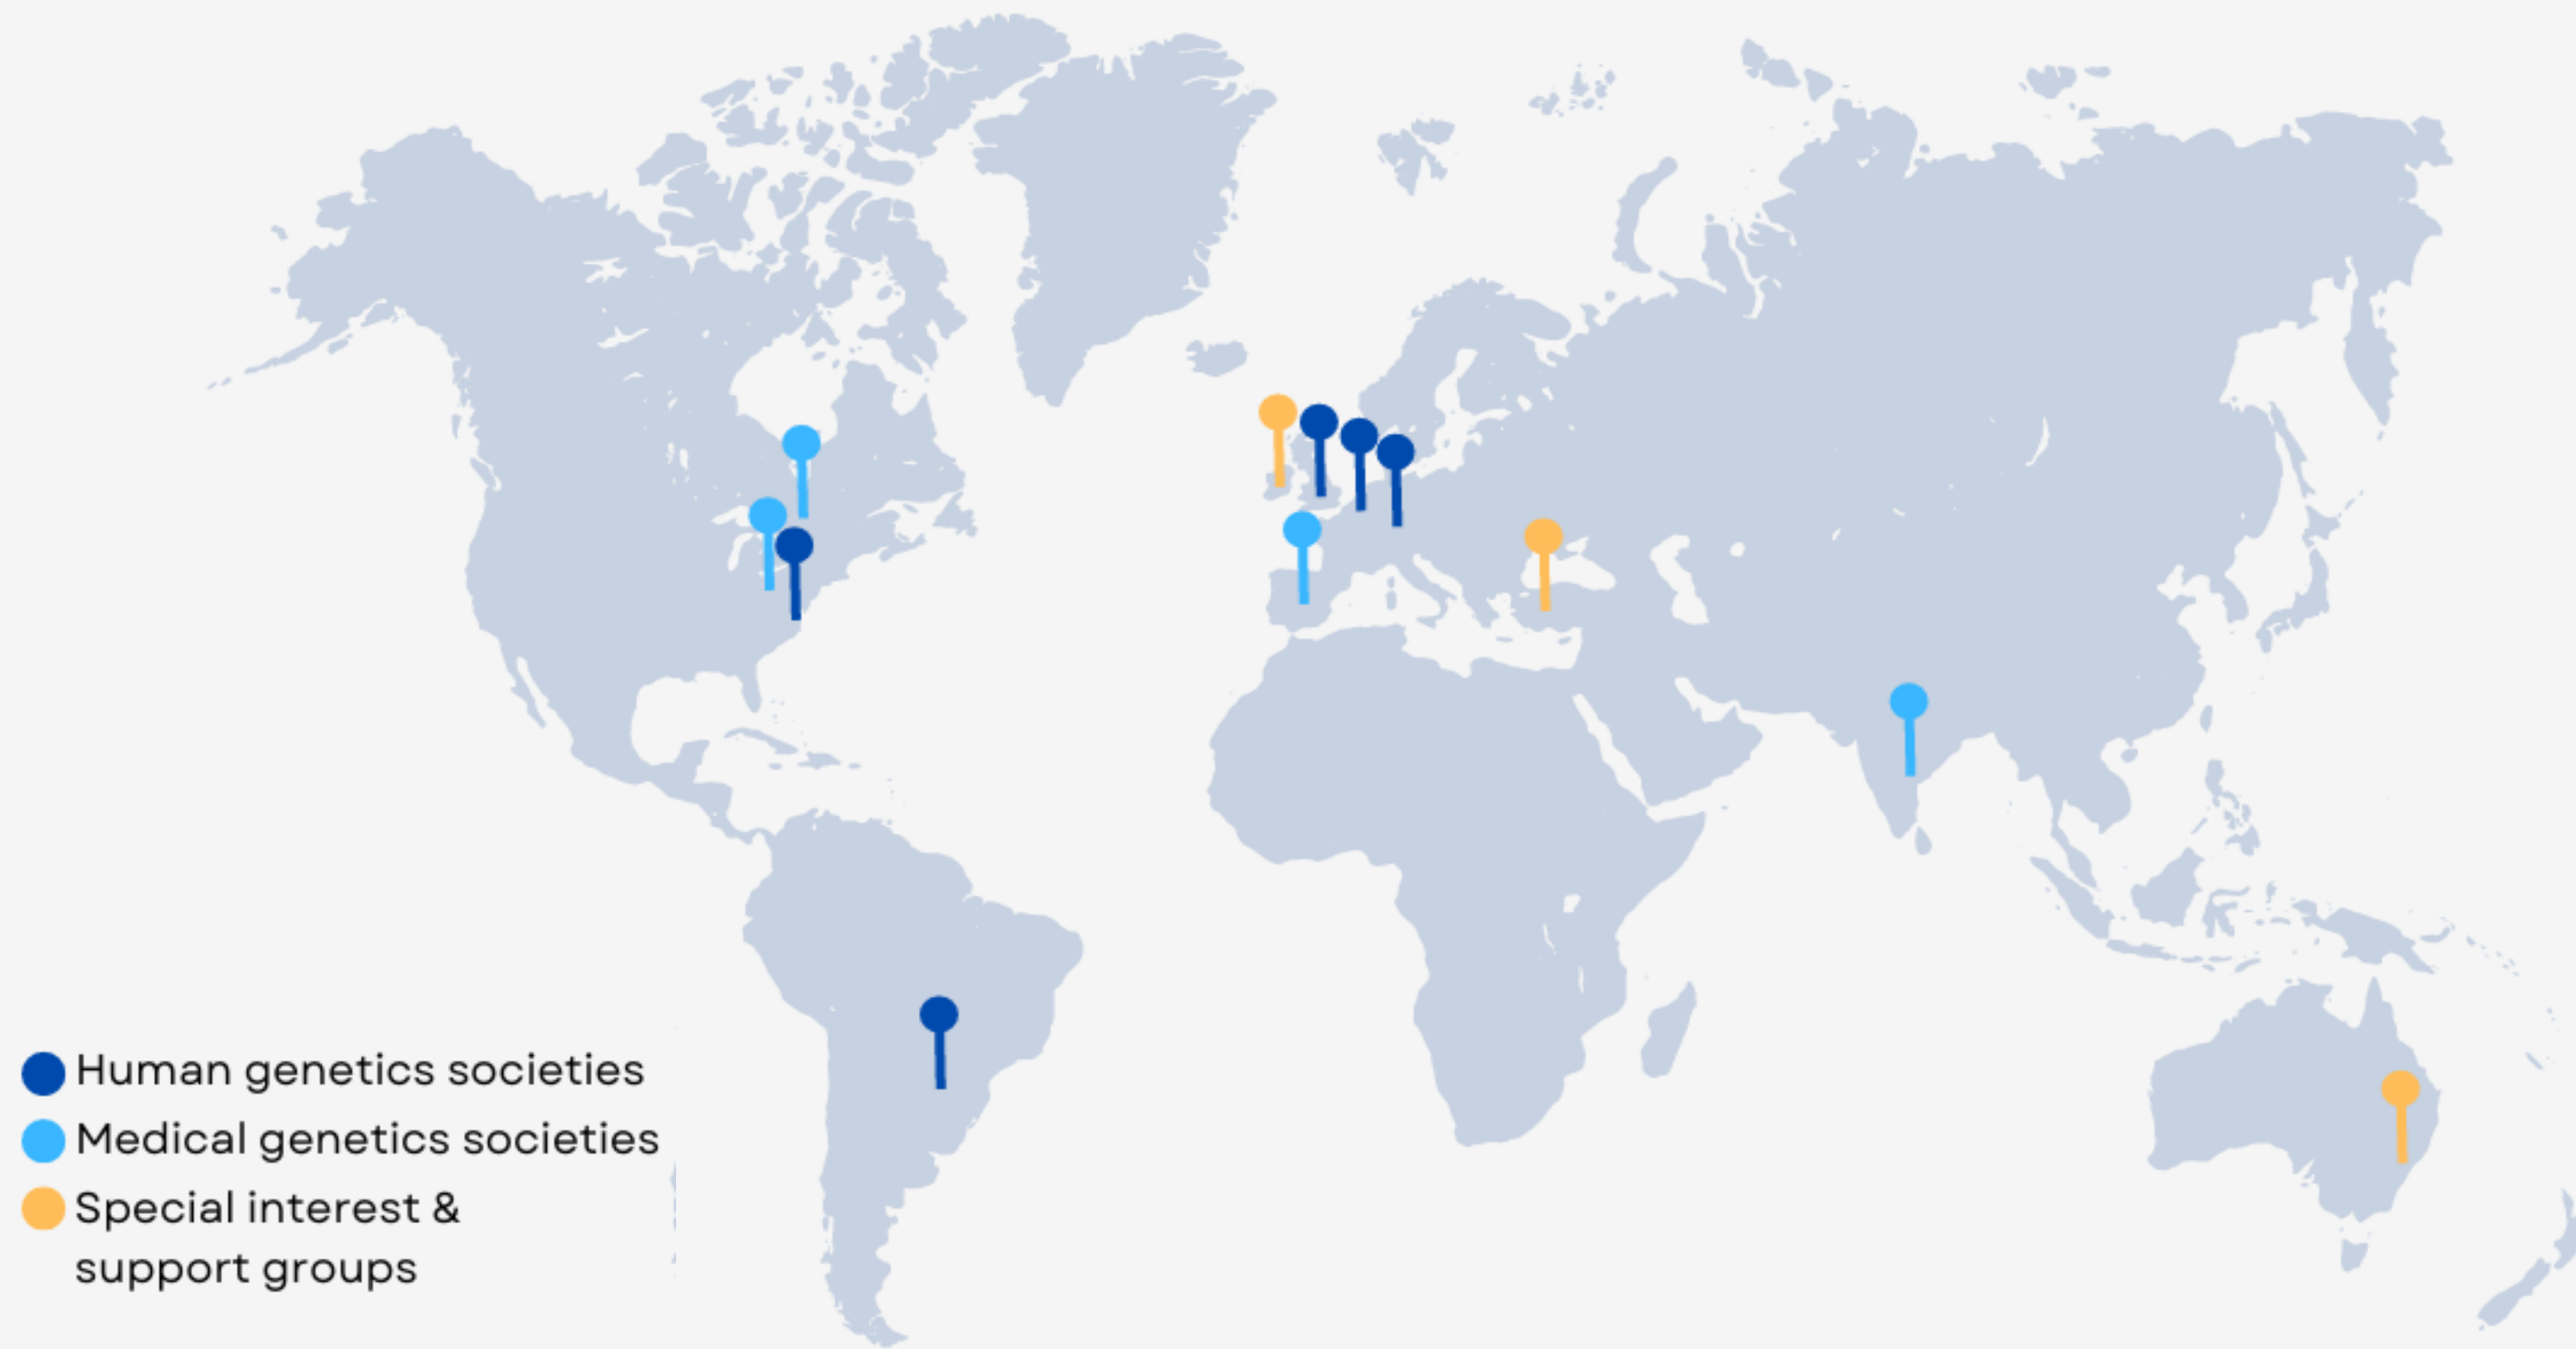 Human genetics societies
Medical genetics societies
Special interest &
support groups